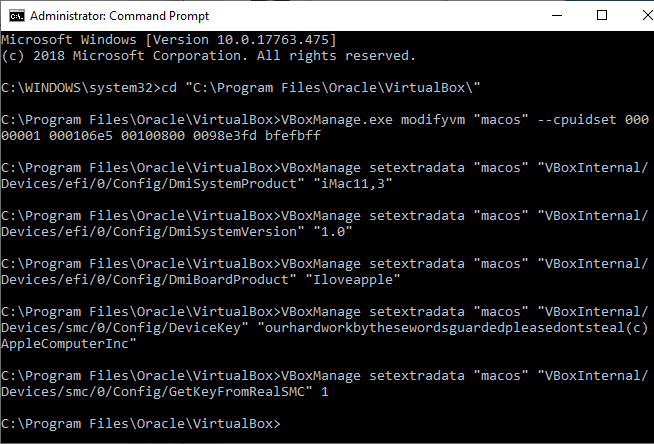 Administrator: Command Prompt
Microsoft Windows [Version 10.0.17763.475]
(c) 2018 Microsoft Corporation. All rights reserved.
C:\WINDOWS\system32>cd "C:\Program Files\Oracle\VirtualBox\"
C:\Program Files\Oracle\VirtualBox>VBoxManage.exe modifyvm "macos" --cpuidset 000
00001 000106e5 00100800 0098e3fd bfefbff
C:\Program Files\Oracle\VirtualBox>VBoxManage setextradata "macos" "VBoxInternal/
Devices/efi/0/Config/DmiSystemProduct" "iMac11,3"
C:\Program Files\Oracle\VirtualBox>VBoxManage setextradata "macos" "VBoxInternal/
Devices/efi/0/Config/DmiSystemVersion" "1.0"
C:\Program Files\Oracle\VirtualBox>VBoxManage setextradata "macos" "VBoxInternal/
Devices/efi/0/Config/DmiBoardProduct" "Iloveapple"
C:\Program Files\Oracle\VirtualBox>VBoxManage setextradata "macos" "VBoxInternal/
Devices/smc/0/Config/DeviceKey" "ourhardworkbythesewordsguardedpleasedontsteal(c)
AppleComputerInc"
C:\Program Files\Oracle\VirtualBox>VBoxManage setextradata "macos" "VBoxInternal/
Devices/smc/0/Config/GetKeyFromRealSMC" 1
C:\Program Files\Oracle\VirtualBox>